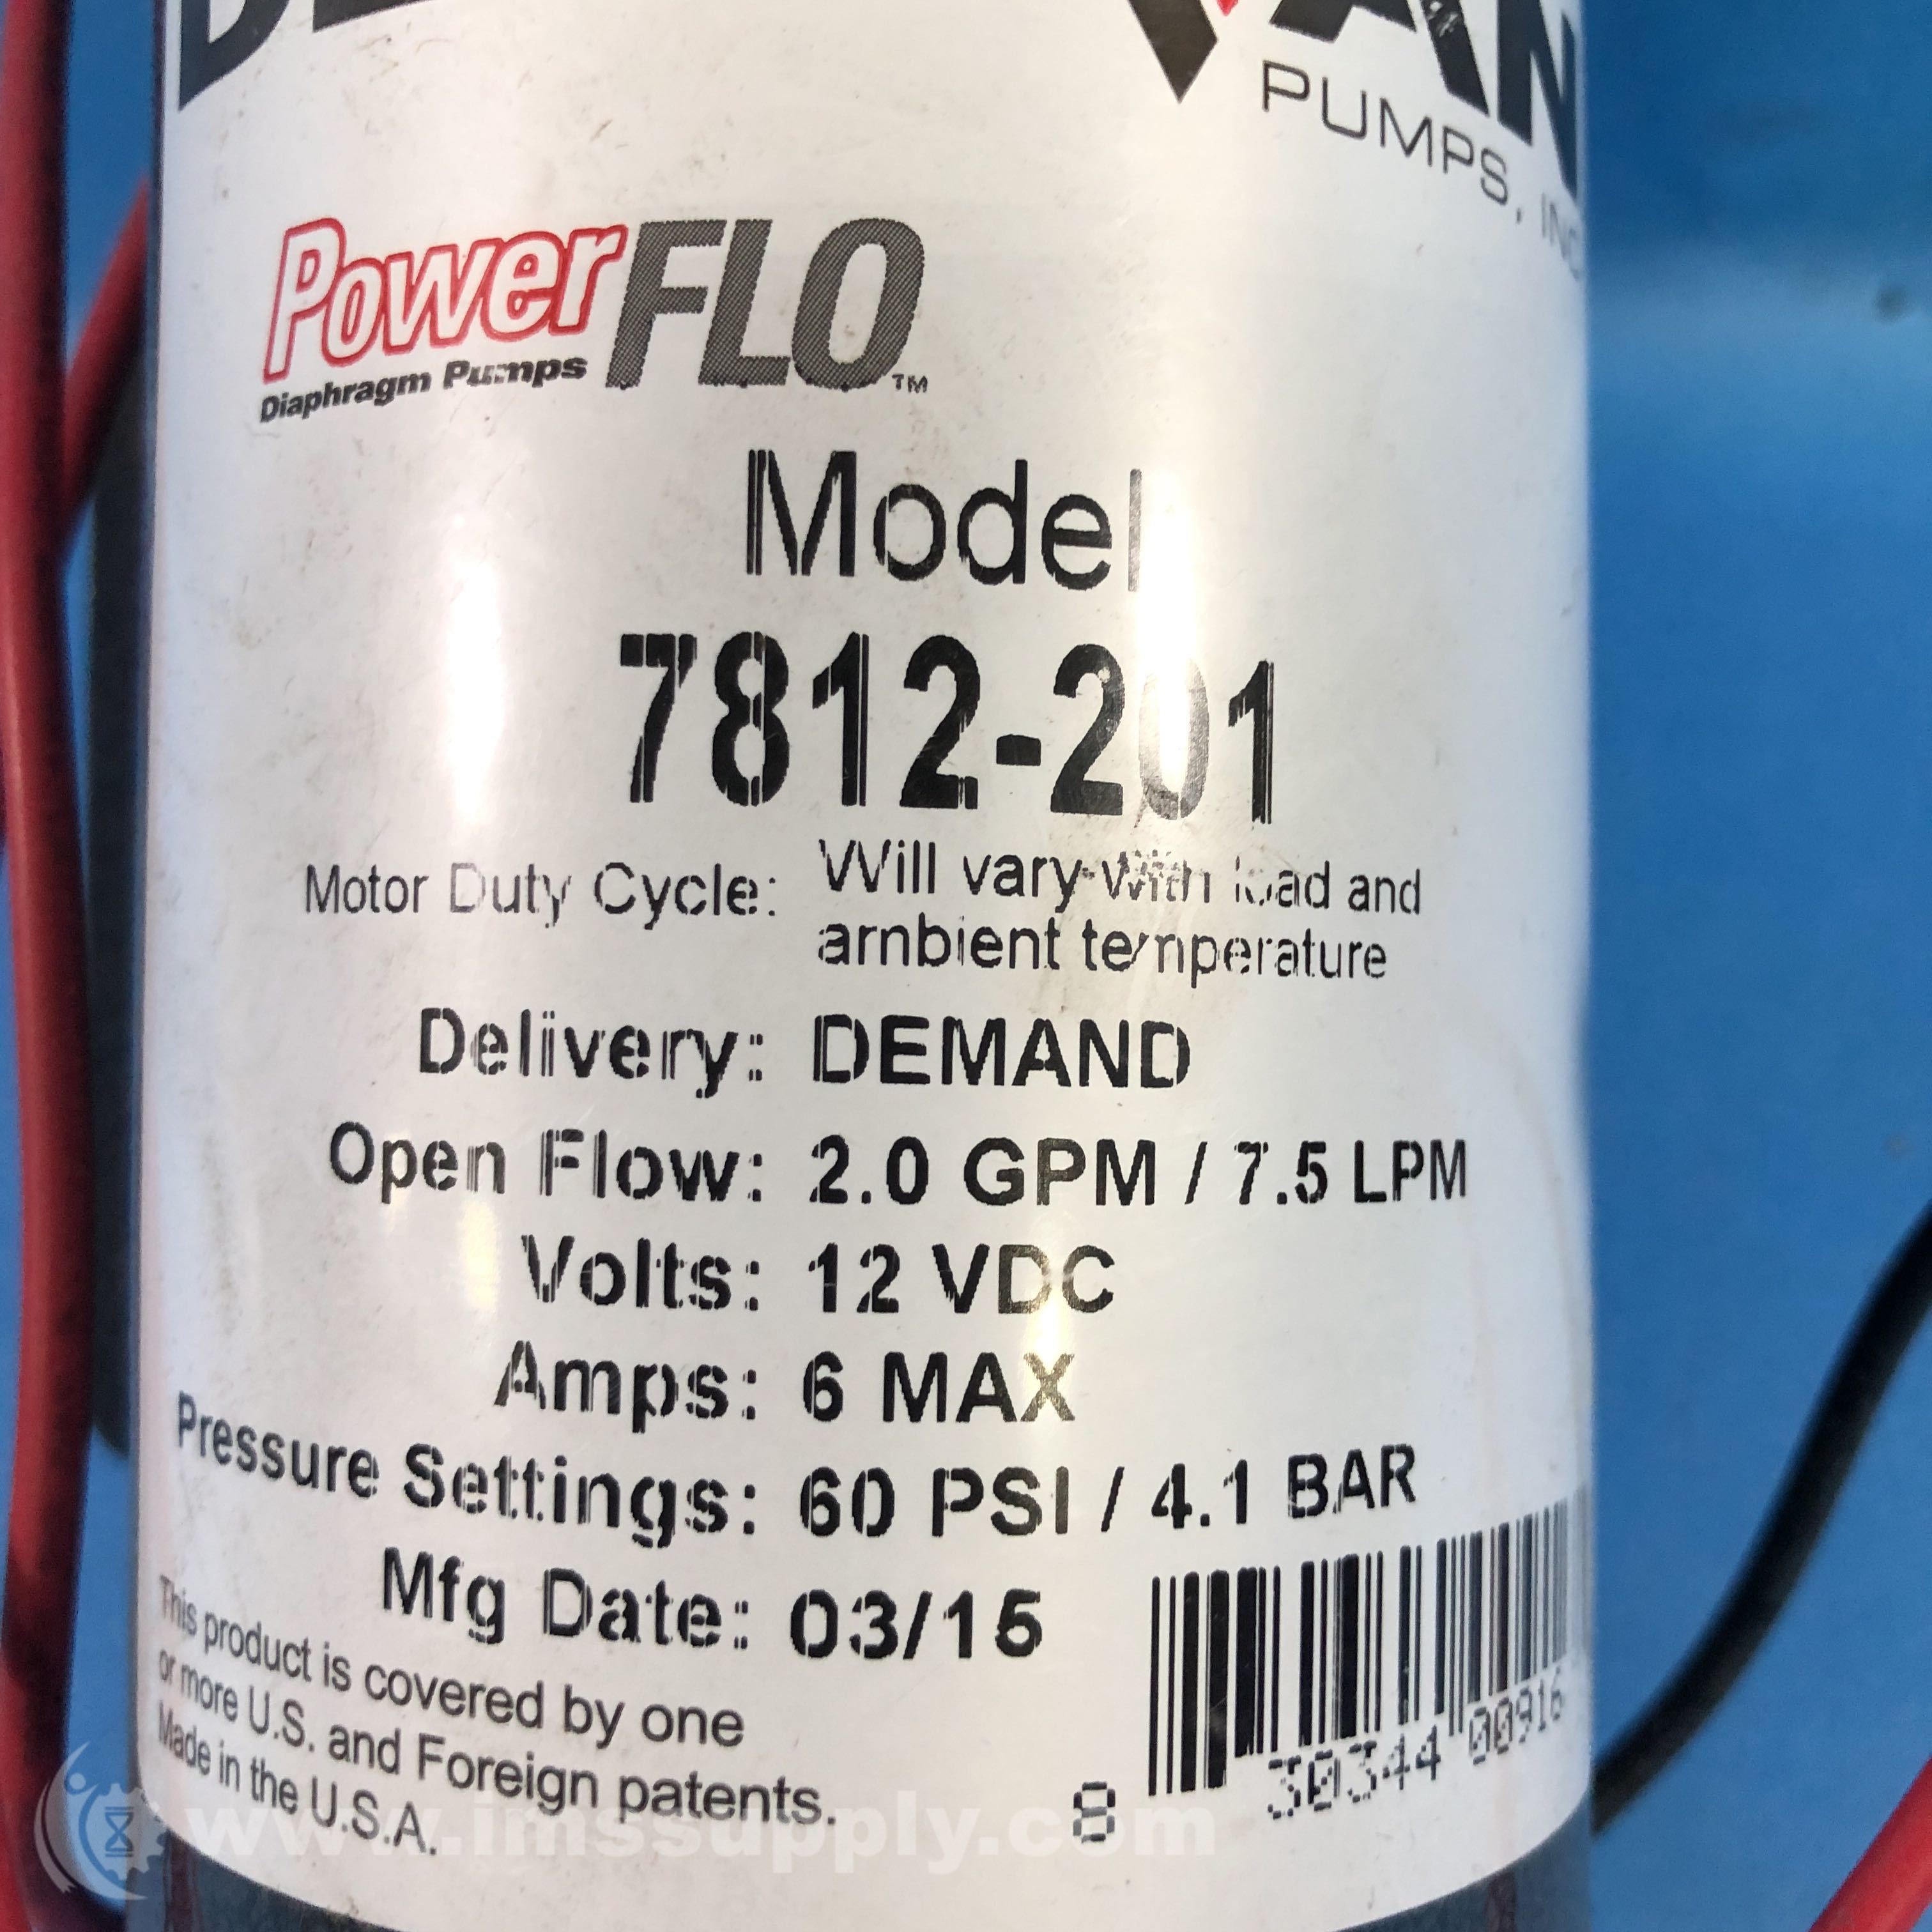 PUMPS, INC
PowerFLO™
Diaphragm Pumps
Model
7812-201
Motor Duty Cycle: Will vary with load and
ambient temperature
Delivery: DEMAND
Open Flow: 2.0 GPM / 7.5 LPM
Volts: 12 VDC
Amps: 6 MAX
Pressure Settings: 60 PSI / 4.1 BAR
Mfg Date: 03/15
This product is covered by one
or more U.S. and Foreign patents.
Made in the U.S.A.
8 30344 00916
www.imssupply.com